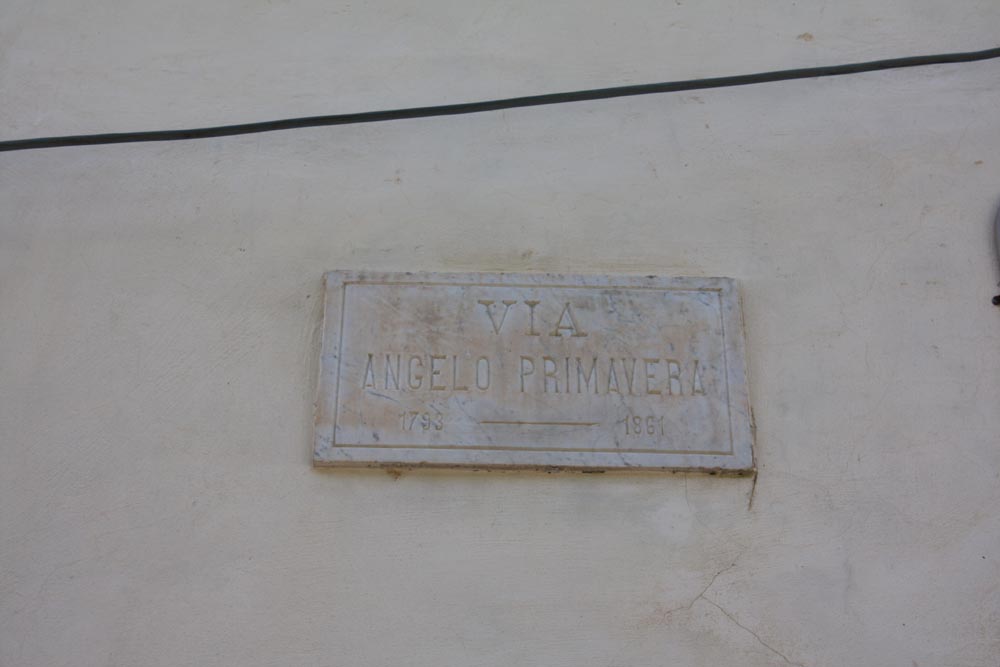 VIA
ANGELO PRIMAVERA
1793 — 1861